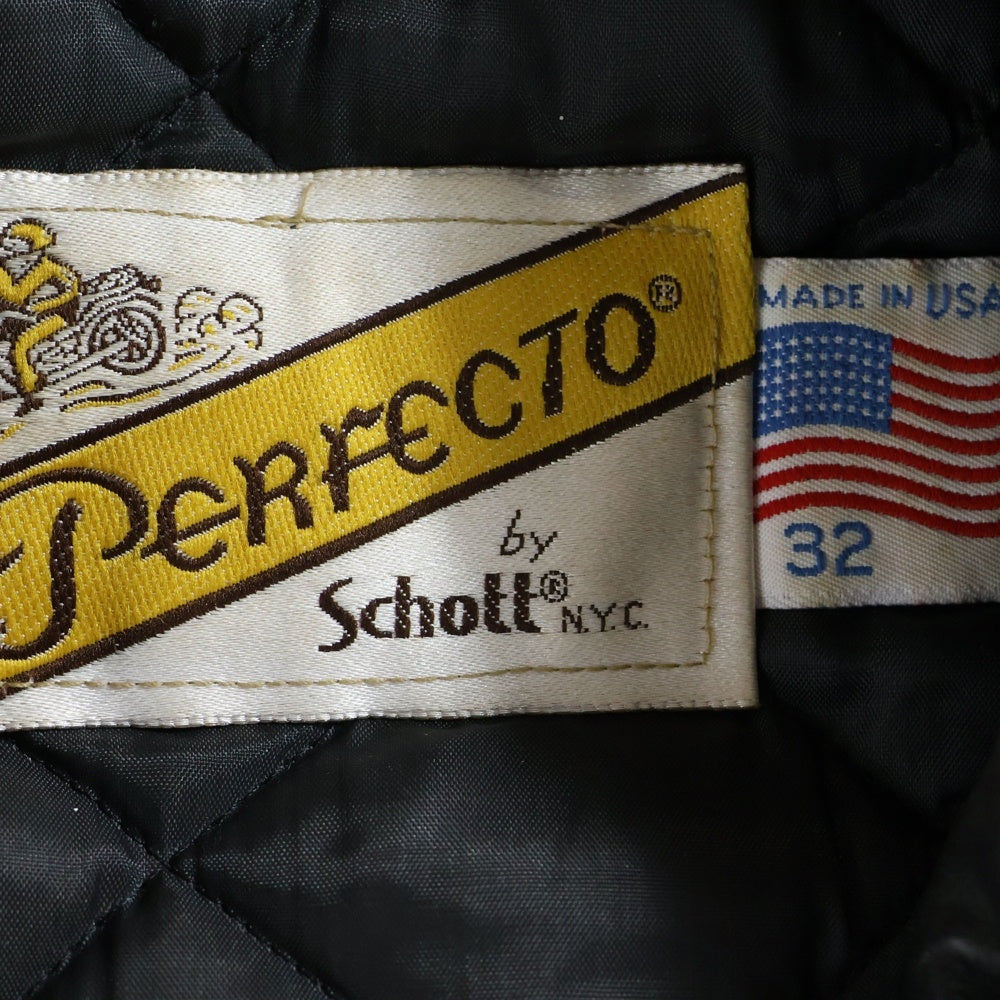 PERFECTO®
by
Schott® N.Y.C.
MADE IN USA
32